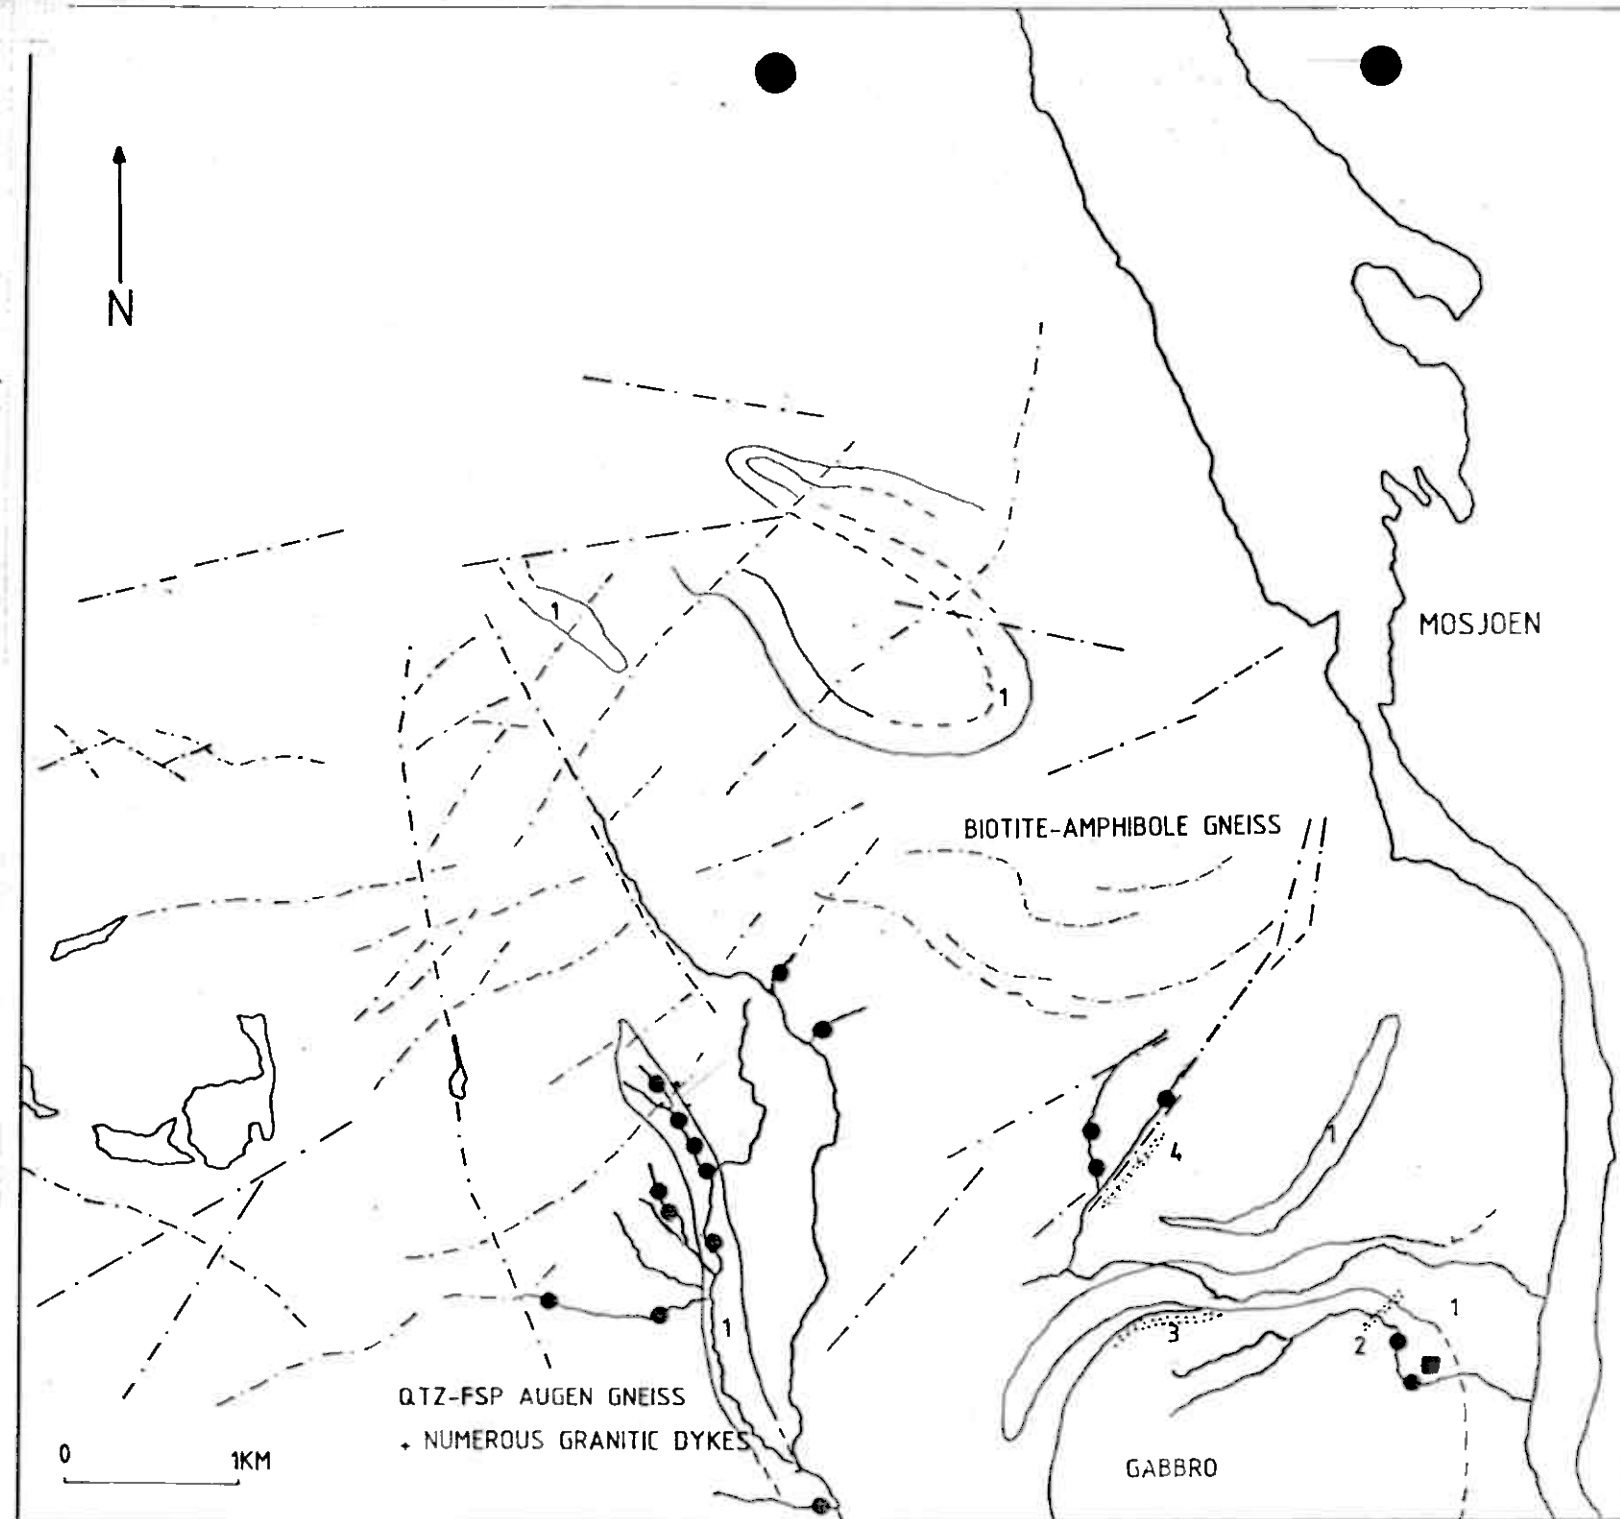 N
1
MOSJOEN
1
BIOTITE-AMPHIBOLE GNEISS
4
1
1
3
2
1
QTZ-FSP AUGEN GNEISS
+ NUMEROUS GRANITIC DYKES
0 1KM
GABBRO